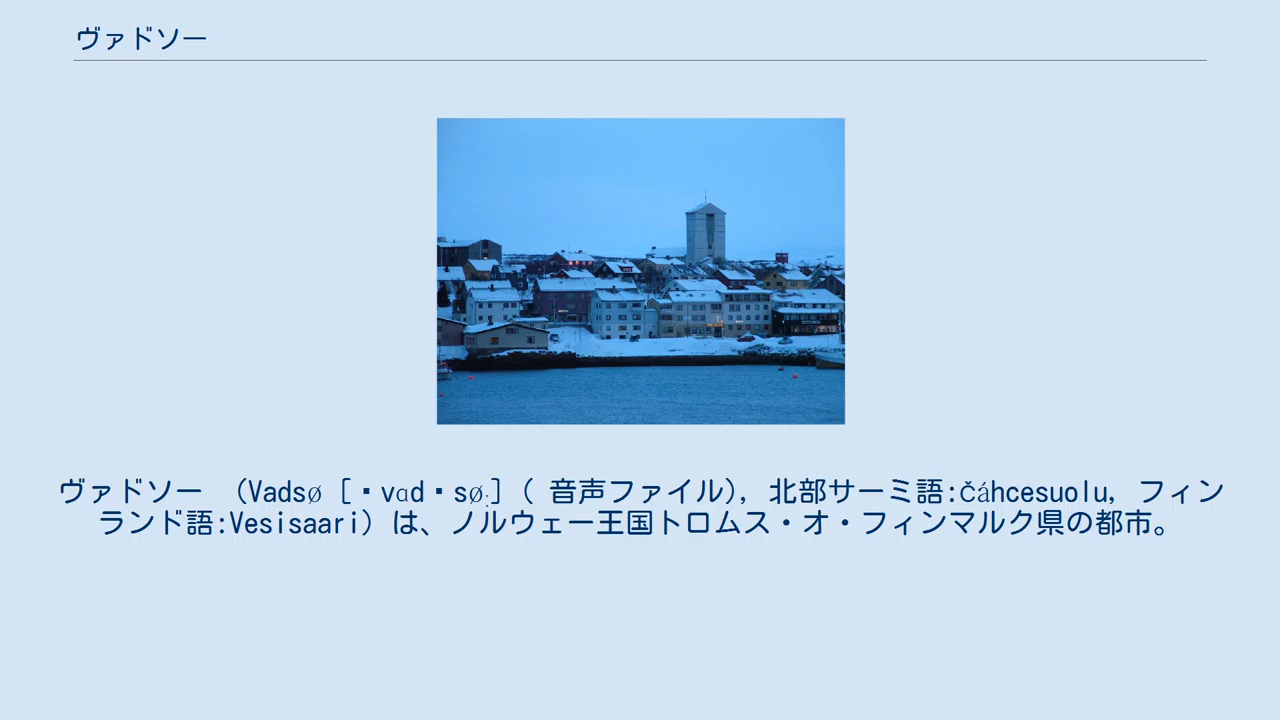 ヴァドソー
ヴァドソー （Vadsø [ˈvɑdˈsøː]( 音声ファイル), 北部サーミ語:čáhcesuolu, フィン
ランド語:Vesisaari）は、ノルウェー王国トロムス・オ・フィンマルク県の都市。